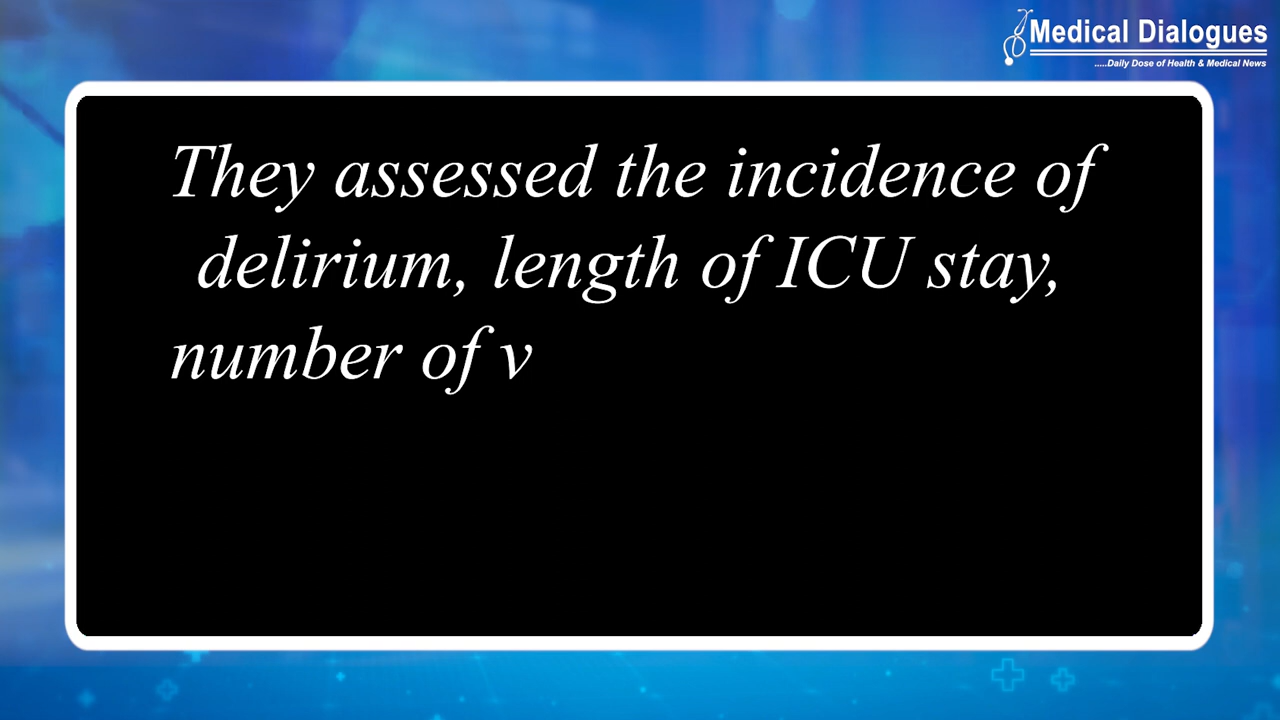 Medical Dialogues
.....Daily Dose of Health & Medical News
They assessed the incidence of
delirium, length of ICU stay,
number of v